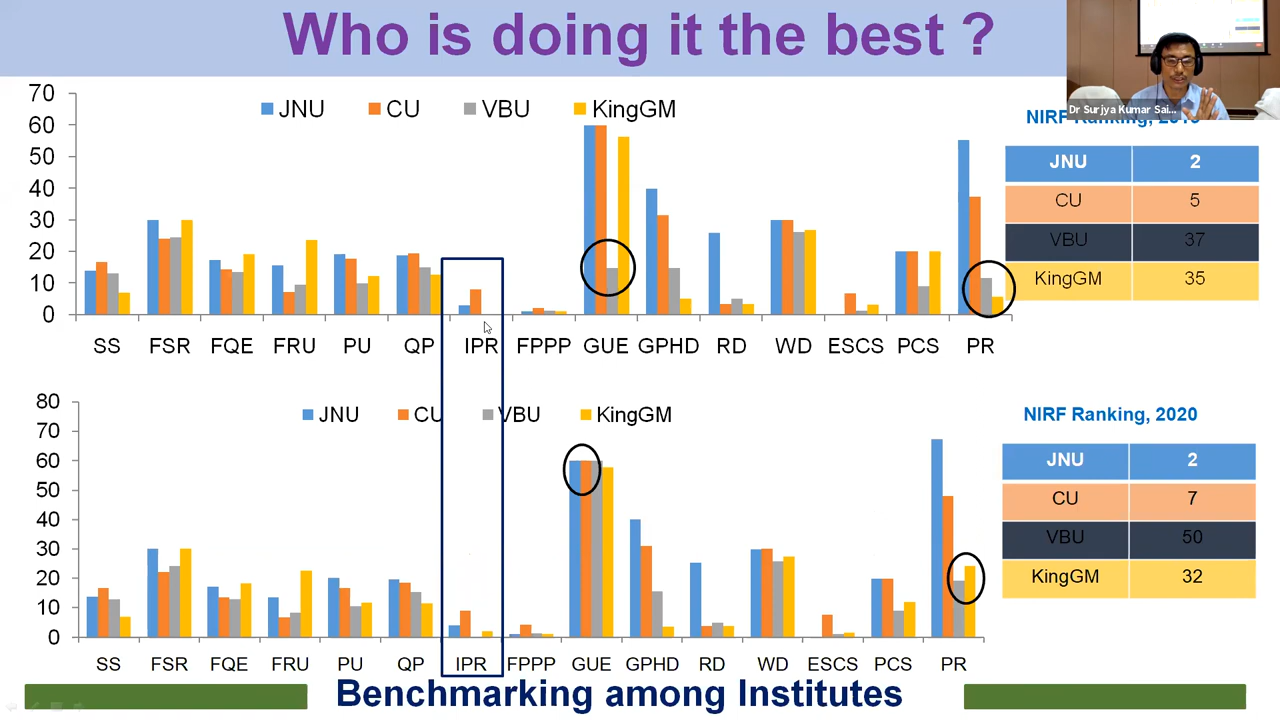 Who is doing it the best ?
Dr Surjya Kumar Sai...
NIRF Ranking,
JNU CU VBU KingGM
70
60
50
40
30
20
10
0
SS FSR FQE FRU PU QP IPR FPPP GUE GPHD RD WD ESCS PCS PR
JNU 2
CU 5
VBU 37
KingGM 35
JNU CU VBU KingGM
80
70
60
50
40
30
20
10
0
SS FSR FQE FRU PU QP IPR FPPP GUE GPHD RD WD ESCS PCS PR
NIRF Ranking, 2020
JNU 2
CU 7
VBU 50
KingGM 32
Benchmarking among Institutes